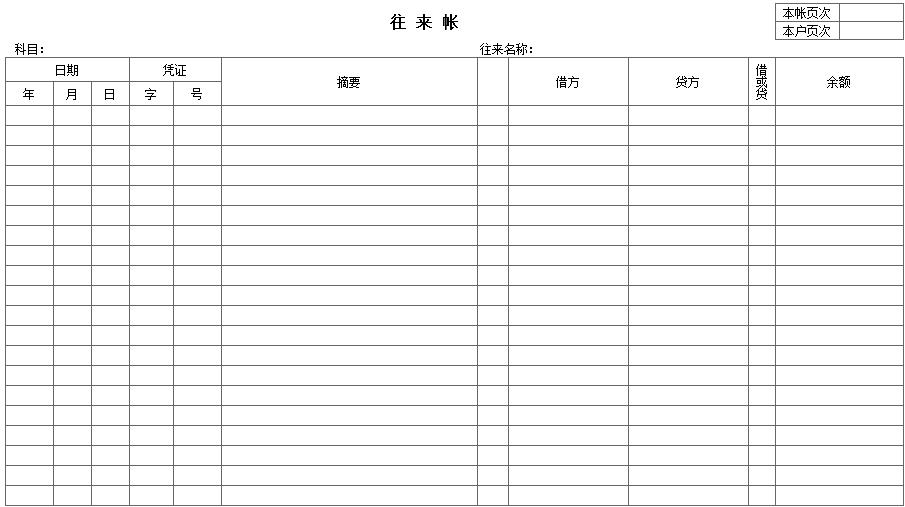 往来帐
本帐页次
本户页次
科目：
往来名称：
日期
凭证
摘要
借方
贷方
借或贷
余额
年
月
日
字
号